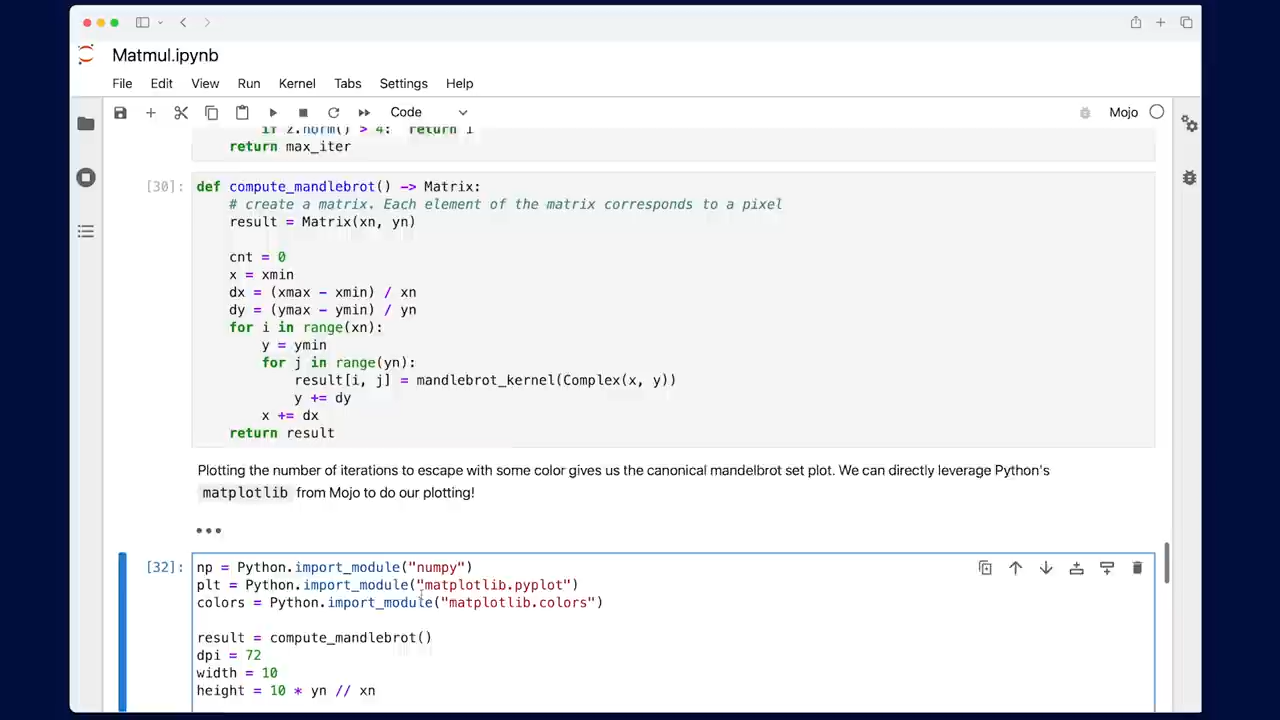 Matmul.ipynb
File Edit View Run Kernel Tabs Settings Help
Code
Mojo
if z.norm() > 4: return i
return max_iter
[30]: def compute_mandlebrot() -> Matrix:
# create a matrix. Each element of the matrix corresponds to a pixel
result = Matrix(xn, yn)
cnt = 0
x = xmin
dx = (xmax - xmin) / xn
dy = (ymax - ymin) / yn
for i in range(xn):
y = ymin
for j in range(yn):
result[i, j] = mandlebrot_kernel(Complex(x, y))
y += dy
x += dx
return result
Plotting the number of iterations to escape with some color gives us the canonical mandelbrot set plot. We can directly leverage Python's
matplotlib from Mojo to do our plotting!
[32]: np = Python.import_module("numpy")
plt = Python.import_module("matplotlib.pyplot")
colors = Python.import_module("matplotlib.colors")
result = compute_mandlebrot()
dpi = 72
width = 10
height = 10 * yn // xn